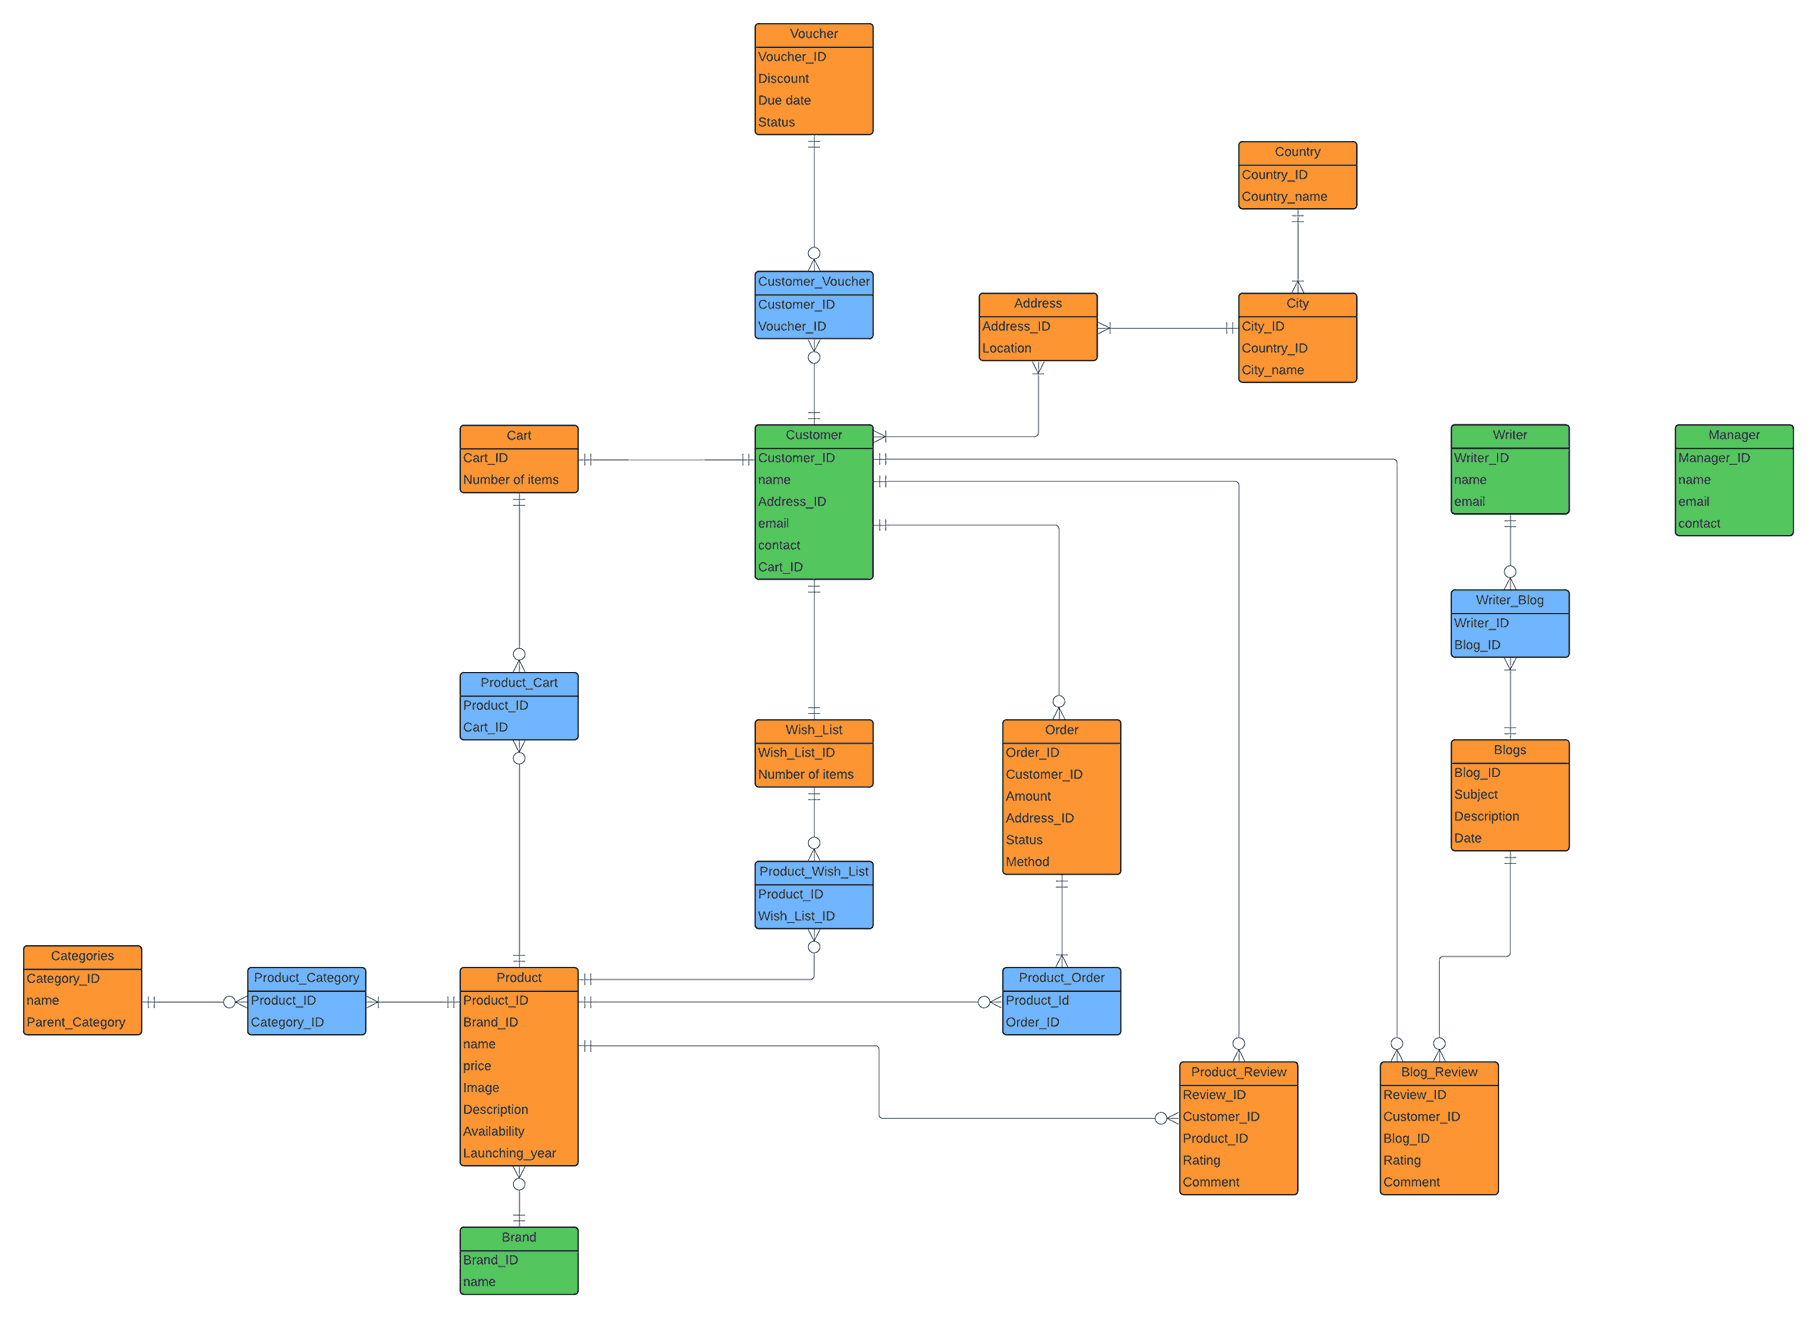 Voucher
Voucher_ID
Discount
Due date
Status
Country
Country_ID
Country_name
Customer_Voucher
Customer_ID
Voucher_ID
Address
Address_ID
Location
City
City_ID
Country_ID
City_name
Cart
Cart_ID
Number of items
Customer
Customer_ID
name
Address_ID
email
contact
Cart_ID
Writer
Writer_ID
name
email
Manager
Manager_ID
name
email
contact
Writer_Blog
Writer_ID
Blog_ID
Product_Cart
Product_ID
Cart_ID
Wish_List
Wish_List_ID
Number of items
Order
Order_ID
Customer_ID
Amount
Address_ID
Status
Method
Blogs
Blog_ID
Subject
Description
Date
Product_Wish_List
Product_ID
Wish_List_ID
Categories
Category_ID
name
Parent_Category
Product_Category
Product_ID
Category_ID
Product
Product_ID
Brand_ID
name
price
Image
Description
Availability
Launching_year
Product_Order
Product_Id
Order_ID
Product_Review
Review_ID
Customer_ID
Product_ID
Rating
Comment
Blog_Review
Review_ID
Customer_ID
Blog_ID
Rating
Comment
Brand
Brand_ID
name